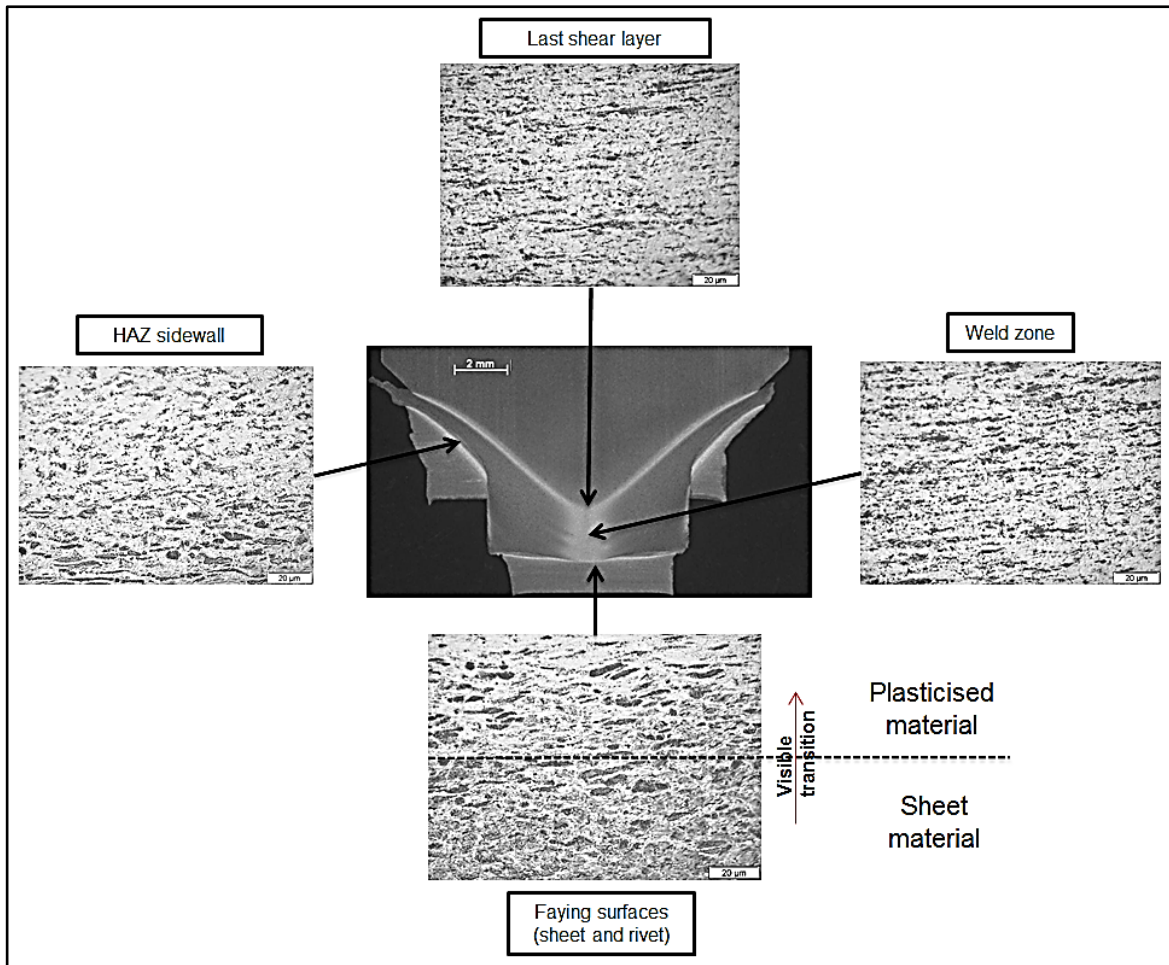 Last shear layer
20 µm
HAZ sidewall
20 µm
2 mm
Weld zone
20 µm
Plasticised
material
Visible
transition
Sheet
material
20 µm
Faying surfaces
(sheet and rivet)